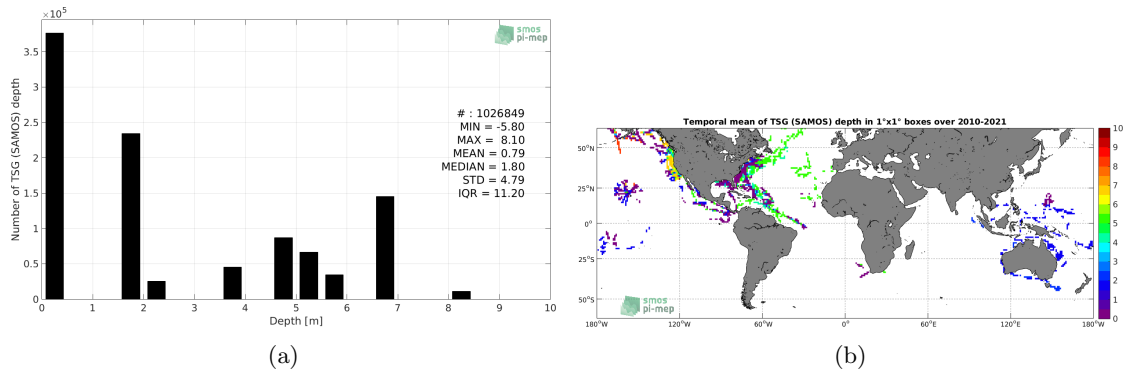 ×10⁵
smos
pi-mep
Number of TSG (SAMOS) depth
3.5
3
2.5
2
1.5
1
0.5
0
# : 1026849
MIN = -5.80
MAX = 8.10
MEAN = 0.79
MEDIAN = 1.80
STD = 4.79
IQR = 11.20
0 1 2 3 4 5 6 7 8 9 10
Depth [m]
(a)
Temporal mean of TSG (SAMOS) depth in 1°x1° boxes over 2010-2021
50°N
25°N
0°
25°S
50°S
180°W 120°W 60°W 0° 60°E 120°E 180°E
smos
pi-mep
10
9
8
7
6
5
4
3
2
1
0
(b)